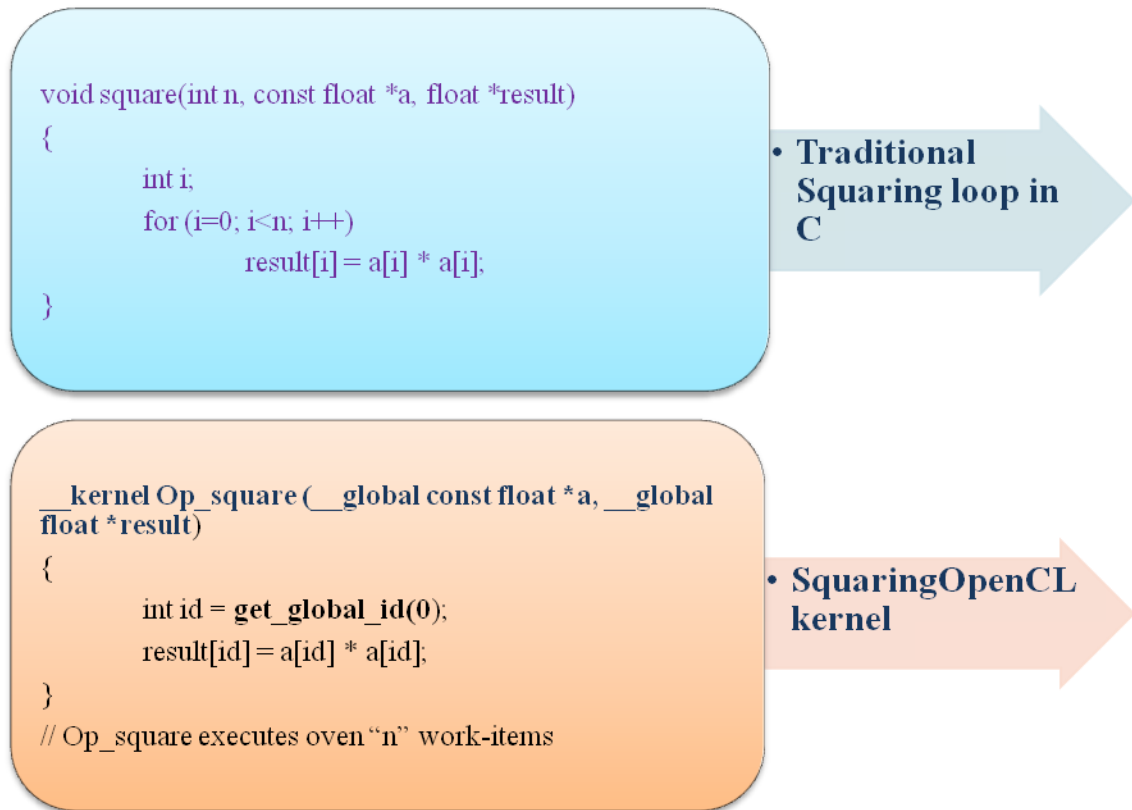 void square(int n, const float *a, float *result)
{
int i;
for (i=0; i<n; i++)
result[i] = a[i] * a[i];
}
• Traditional
Squaring loop in
C
__kernel Op_square (__global const float *a, __global
float *result)
{
int id = get_global_id(0);
result[id] = a[id] * a[id];
}
// Op_square executes oven “n” work-items
• SquaringOpenCL
kernel